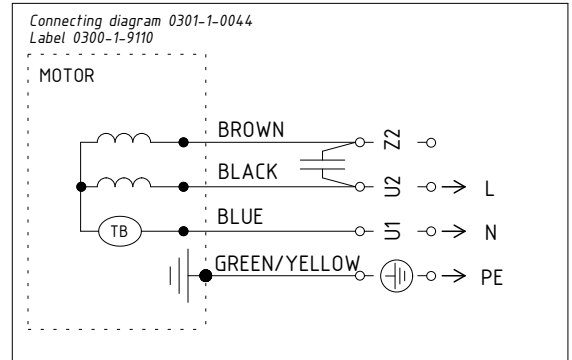 Connecting diagram 0301-1-0044
Label 0300-1-9110
MOTOR
BROWN
Z2
BLACK
U2
L
BLUE
TB
U1
N
GREEN/YELLOW
PE